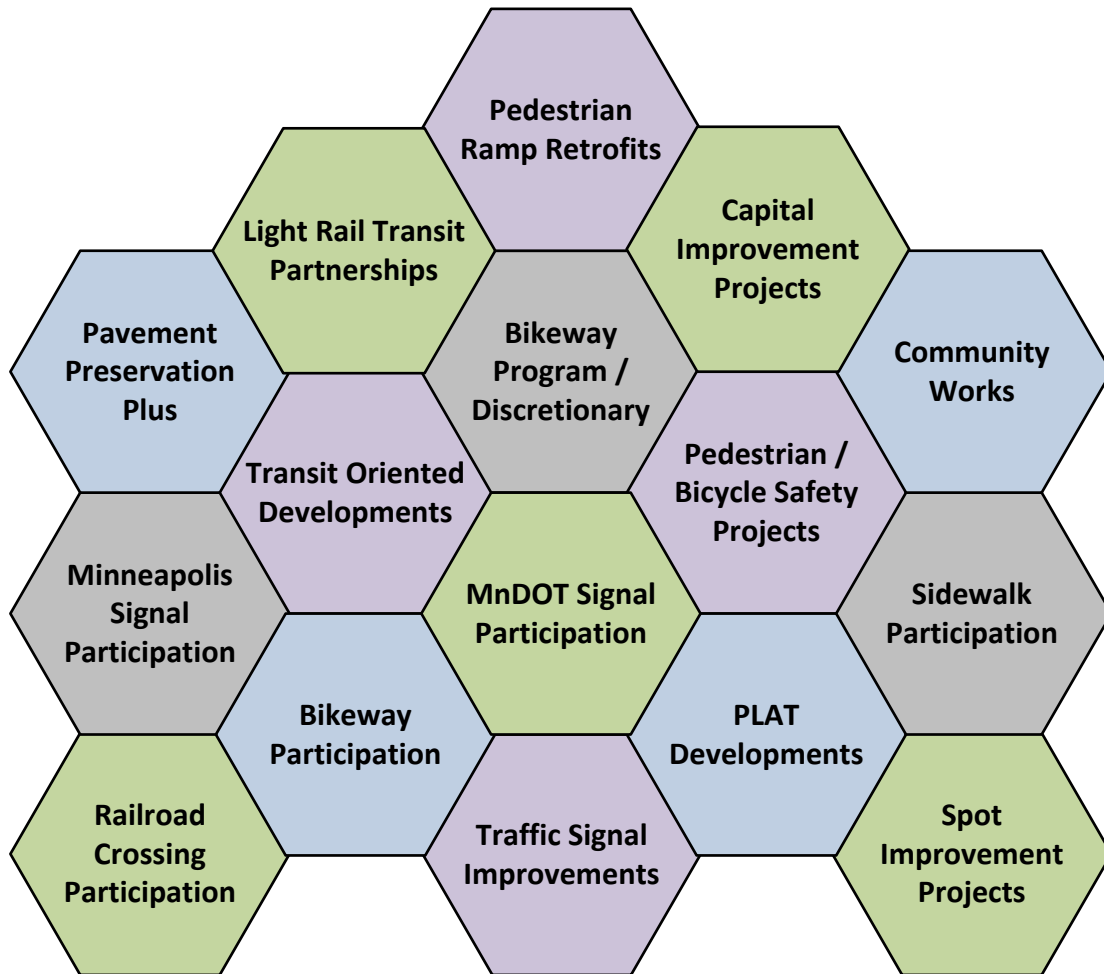 Pedestrian
Ramp Retrofits
Light Rail Transit
Partnerships
Capital
Improvement
Projects
Pavement
Preservation
Plus
Bikeway
Program /
Discretionary
Community
Works
Transit Oriented
Developments
Pedestrian /
Bicycle Safety
Projects
Minneapolis
Signal
Participation
MnDOT Signal
Participation
Sidewalk
Participation
Bikeway
Participation
PLAT
Developments
Railroad
Crossing
Participation
Traffic Signal
Improvements
Spot
Improvement
Projects